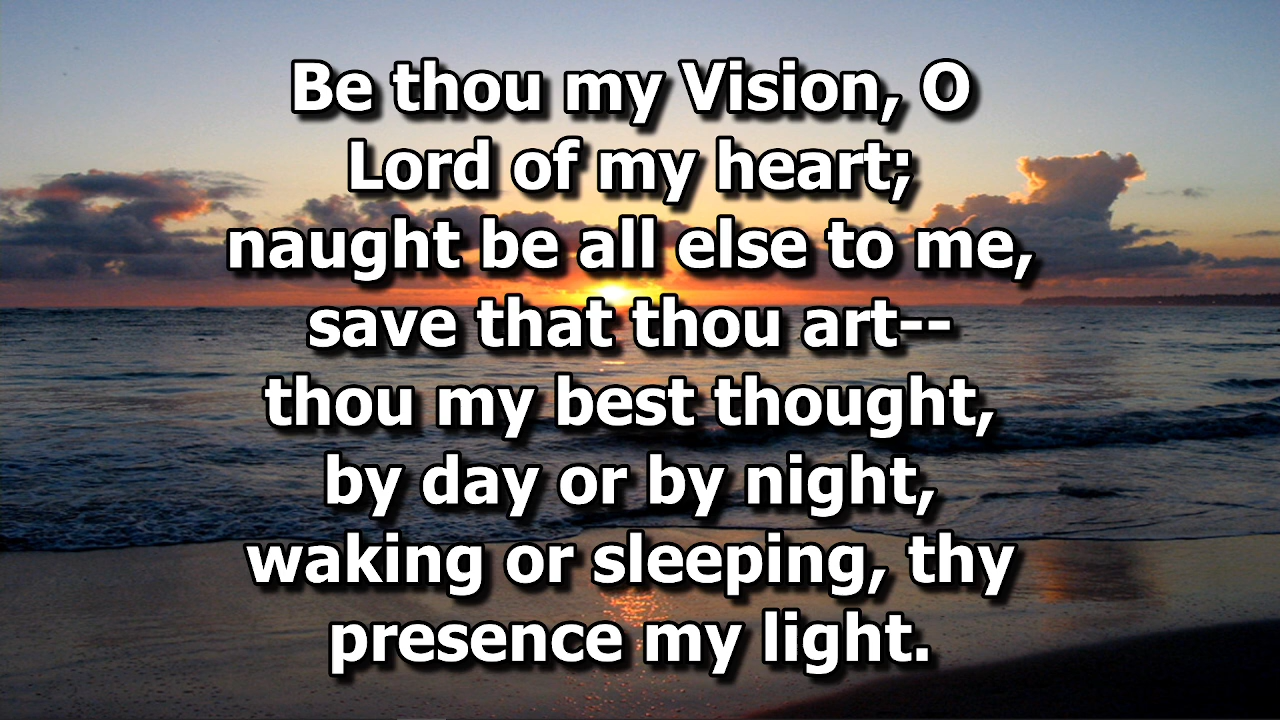 Be thou my Vision, O
Lord of my heart;
naught be all else to me,
save that thou art--
thou my best thought,
by day or by night,
waking or sleeping, thy
presence my light.